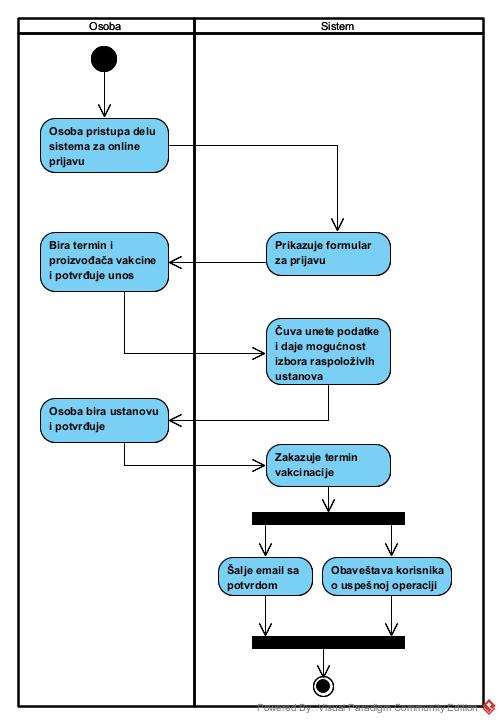 Osoba
Sistem
Osoba pristupa delu
sistema za online
prijavu
Bira termin i
proizvođača vakcine
i potvrđuje unos
Prikazuje formular
za prijavu
Čuva unete podatke
i daje mogućnost
izbora raspoloživih
ustanova
Osoba bira ustanovu
i potvrđuje
Zakazuje termin
vakcinacije
Šalje email sa
potvrdom
Obaveštava korisnika
o uspešnoj operaciji
Powered By Visual Paradigm Community Edition